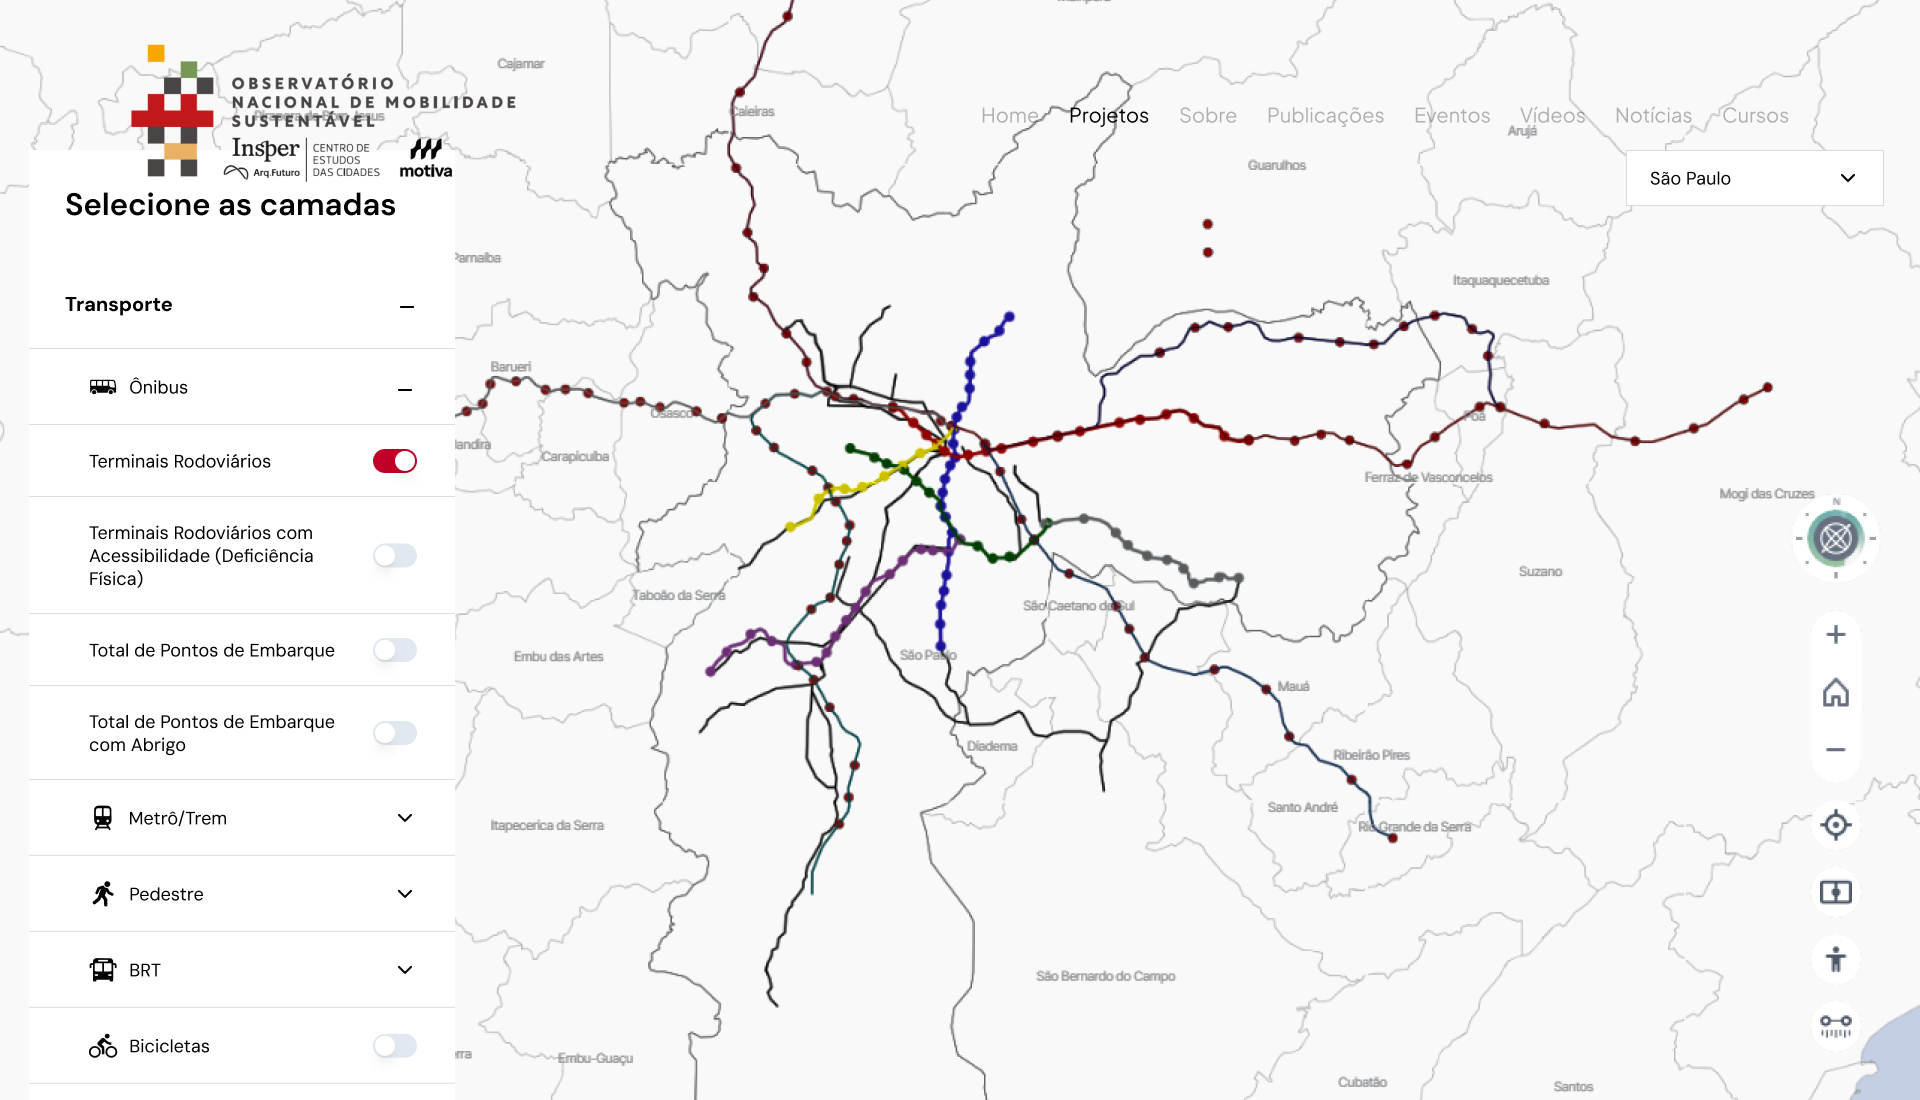 OBSERVATÓRIO
NACIONAL DE MOBILIDADE
SUSTENTÁVEL
Insper
Arq.Futuro
CENTRO DE
ESTUDOS
DAS CIDADES
motiva
Home Projetos Sobre Publicações Eventos Vídeos Notícias Cursos
São Paulo
Selecione as camadas
Transporte
Ônibus
Terminais Rodoviários
Terminais Rodoviários com
Acessibilidade (Deficiência
Física)
Total de Pontos de Embarque
Total de Pontos de Embarque
com Abrigo
Metrô/Trem
Pedestre
BRT
Bicicletas
Cajamar
Caieiras
Arujá
Guarulhos
Parnaíba
Itaquaquecetuba
Barueri
Osasco
Poá
Carapicuíba
Ferraz de Vasconcelos
Mogi das Cruzes
N
Suzano
Taboão da Serra
São Caetano do Sul
Embu das Artes
São Paulo
Mauá
Diadema
Ribeirão Pires
Santo André
Itapecerica da Serra
Rio Grande da Serra
São Bernardo do Campo
Embu-Guaçu
Cubatão
Santos